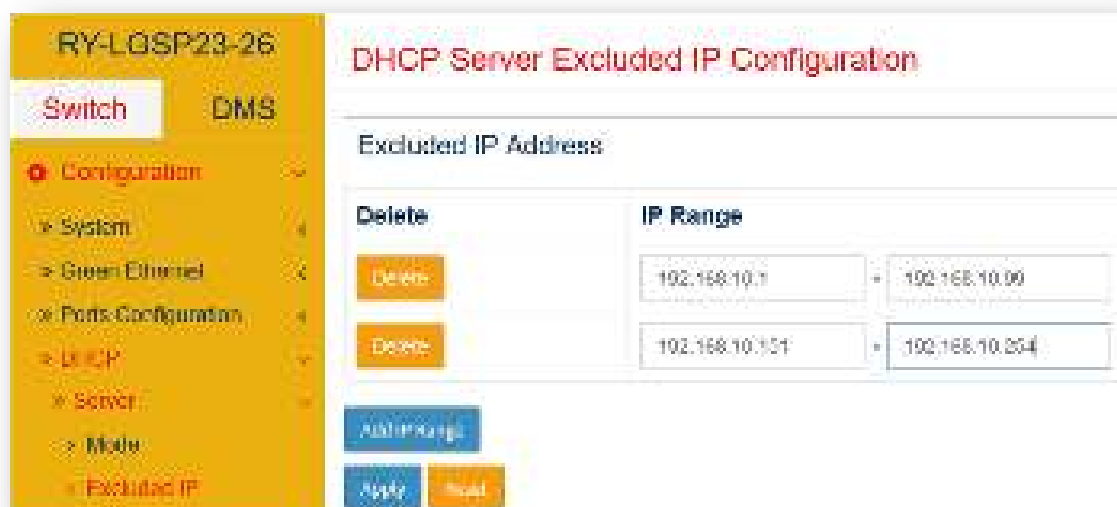 RY-LGSP23-26
Switch DMS
Configuration
» System
» Green Ethernet
» Ports Configuration
» DHCP
» Server
» Mode
» Excluded IP
DHCP Server Excluded IP Configuration
Excluded IP Address
Delete IP Range
Delete 192.168.10.1 - 192.168.10.99
Delete 192.168.10.151 - 192.168.10.254
Add IP Range
Apply Reset